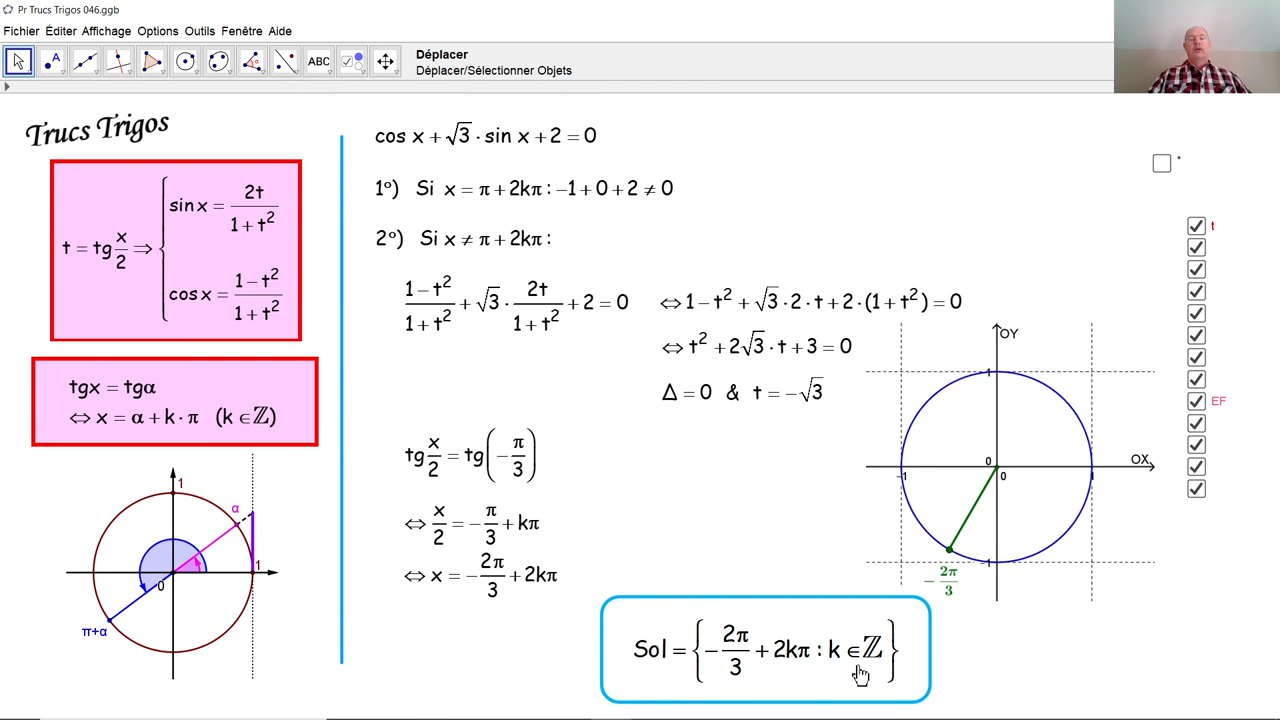 Pr Trucs Trigos 046.ggb
Fichier Éditer Affichage Options Outils Fenêtre Aide
ABC
Déplacer
Déplacer/Sélectionner Objets
Trucs Trigos
t = tg x/2 ⇒ { sin x = 2t/(1+t²)
cos x = (1−t²)/(1+t²)
tgx = tgα
⇔ x = α + k · π (k ∈ ℤ)
1
α
1
0
π+α
cos x + √3 · sin x + 2 = 0
1°) Si x = π + 2kπ : −1 + 0 + 2 ≠ 0
2°) Si x ≠ π + 2kπ :
(1−t²)/(1+t²) + √3 · 2t/(1+t²) + 2 = 0 ⇔ 1 − t² + √3 · 2 · t + 2 · (1 + t²) = 0
⇔ t² + 2√3 · t + 3 = 0
Δ = 0 & t = −√3
tg x/2 = tg(−π/3)
⇔ x/2 = −π/3 + kπ
⇔ x = −2π/3 + 2kπ
OY
1
0
OX
−1
0
1
−1
−2π/3
Sol = {−2π/3 + 2kπ : k ∈ ℤ}
t
EF